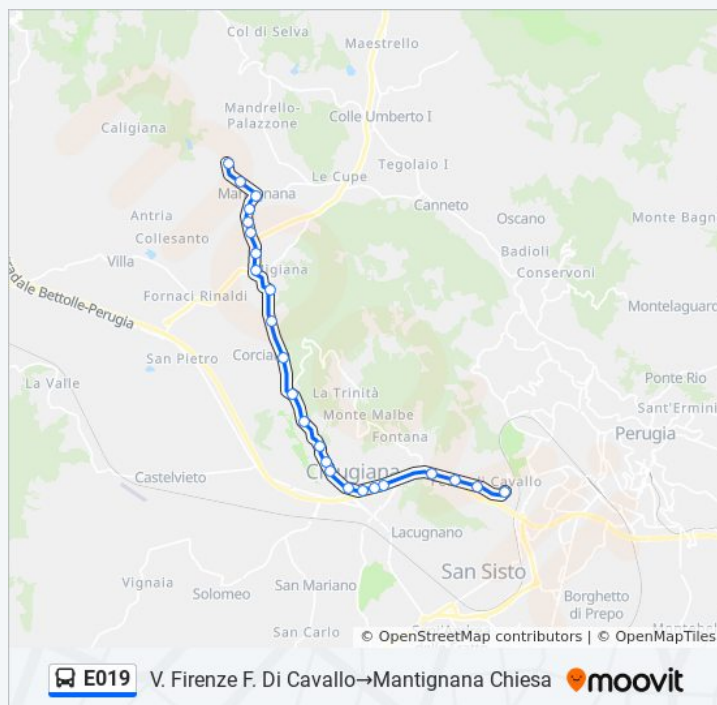 Col di Selva
Maestrello
Mandrello-
Palazzone
Colle Umberto I
Caligiana
Tegolaio I
Le Cupe
Canneto
Antria
Oscano
Monte Bagn
Collesanto
Badioli
Villa
Conservoni
radale Bettolle-Perugia
Fornaci Rinaldi
Montelaguard
San Pietro
Corcia
La Valle
La Trinità
Ponte Rio
Sant'Ermini
Monte Malbe
Perugia
Fontana
Castelvieto
Lacugnano
San Sisto
Vignaia
San Mariano
Solomeo
Borghetto
di Prepo
San Carlo
© OpenStreetMap contributors | © OpenMapTiles
E019 V. Firenze F. Di Cavallo→Mantignana Chiesa moovit